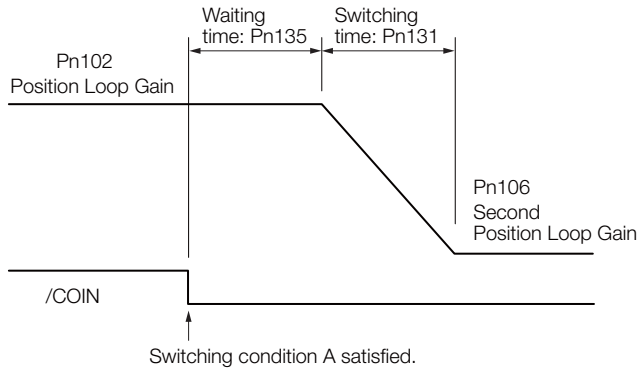 Waiting
time: Pn135
Switching
time: Pn131
Pn102
Position Loop Gain
Pn106
Second
Position Loop Gain
/COIN
Switching condition A satisfied.